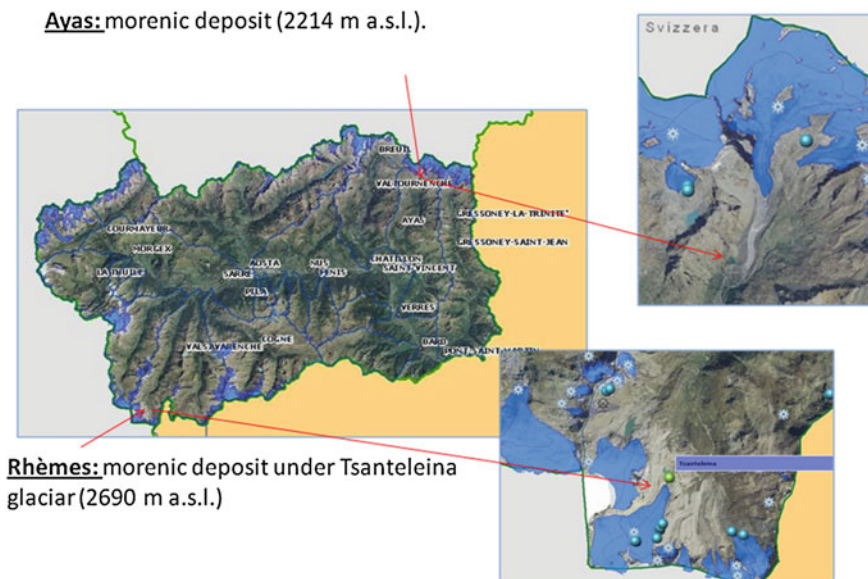 Ayas: morenic deposit (2214 m a.s.l.).
Svizzera
BREUIL
VALTOURNENCHE
AYAS
GRESSONEY-LA-TRINITE'
GRESSONEY-SAINT-JEAN
COURMAYEUR
MORGEX
LA THUILE
AOSTA
SARRE
NUS
FENIS
CHATILLON
SAINT-VINCENT
PILA
VERRES
COGNE
VALSAVARENCHE
BARD
PONT-SAINT-MARTIN
Tsanteleina
Rhèmes: morenic deposit under Tsanteleina
glaciar (2690 m a.s.l.)